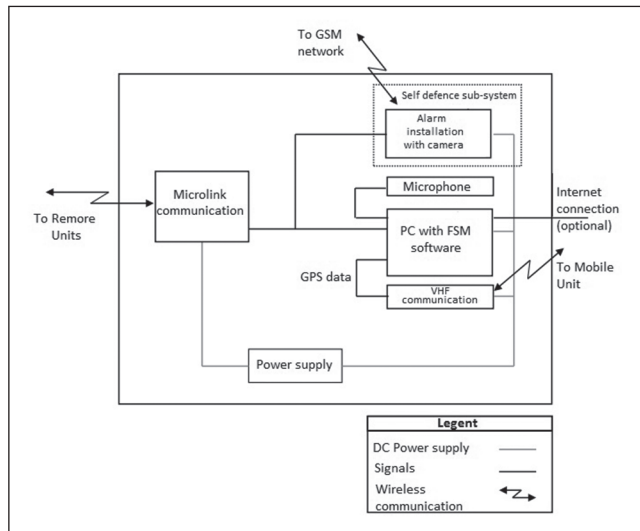 To GSM
network
Self defence sub-system
Alarm
installation
with camera
Microphone
Microlink
communication
Internet
connection
(optional)
PC with FSM
software
To Remore
Units
To Mobile
Unit
GPS data
VHF
communication
Power supply
Legent
DC Power supply
Signals
Wireless
communication